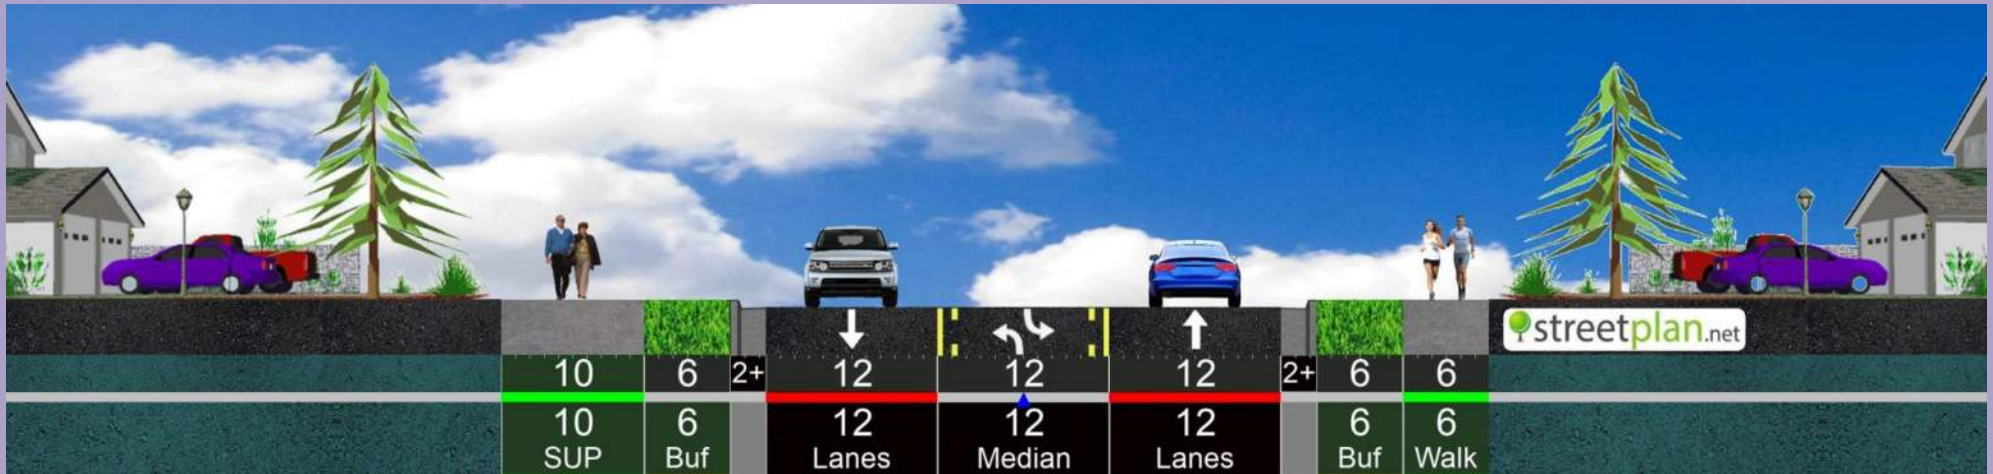 streetplan.net
10 6 2+ 12 12 12 2+ 6 6
10 6 12 12 12 6 6
SUP Buf Lanes Median Lanes Buf Walk